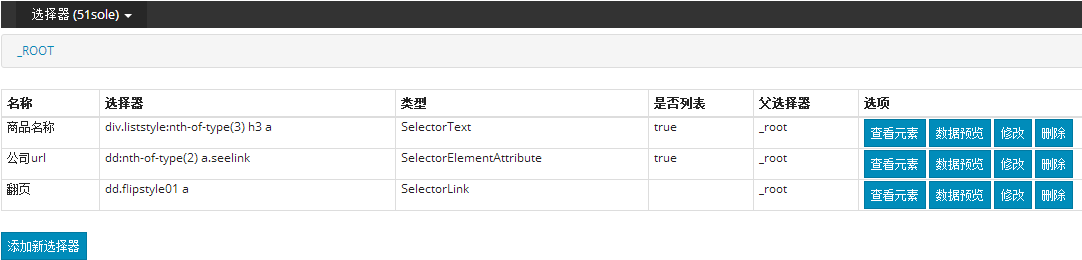 选择器 (51sole)
_ROOT
名称 选择器 类型 是否列表 父选择器 选项
商品名称 div.liststyle:nth-of-type(3) h3 a SelectorText true _root 查看元素 数据预览 修改 删除
公司url dd:nth-of-type(2) a.seelink SelectorElementAttribute true _root 查看元素 数据预览 修改 删除
翻页 dd.flipstyle01 a SelectorLink _root 查看元素 数据预览 修改 删除
添加新选择器